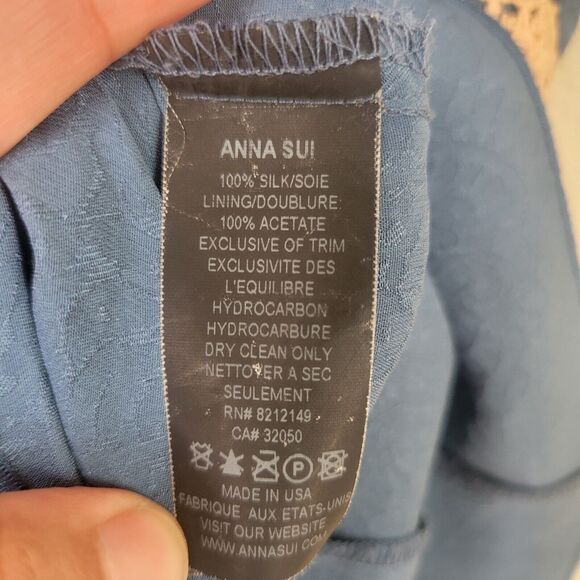 ANNA SUI
100% SILK/SOIE
LINING/DOUBLURE:
100% ACETATE
EXCLUSIVE OF TRIM
EXCLUSIVITE DES
L'EQUILIBRE
HYDROCARBON
HYDROCARBURE
DRY CLEAN ONLY
NETTOYER A SEC
SEULEMENT
RN# 8212149
CA# 32050
P
MADE IN USA
FABRIQUE AUX ETATS-UNIS
VISIT OUR WEBSITE
WWW.ANNASUI.COM